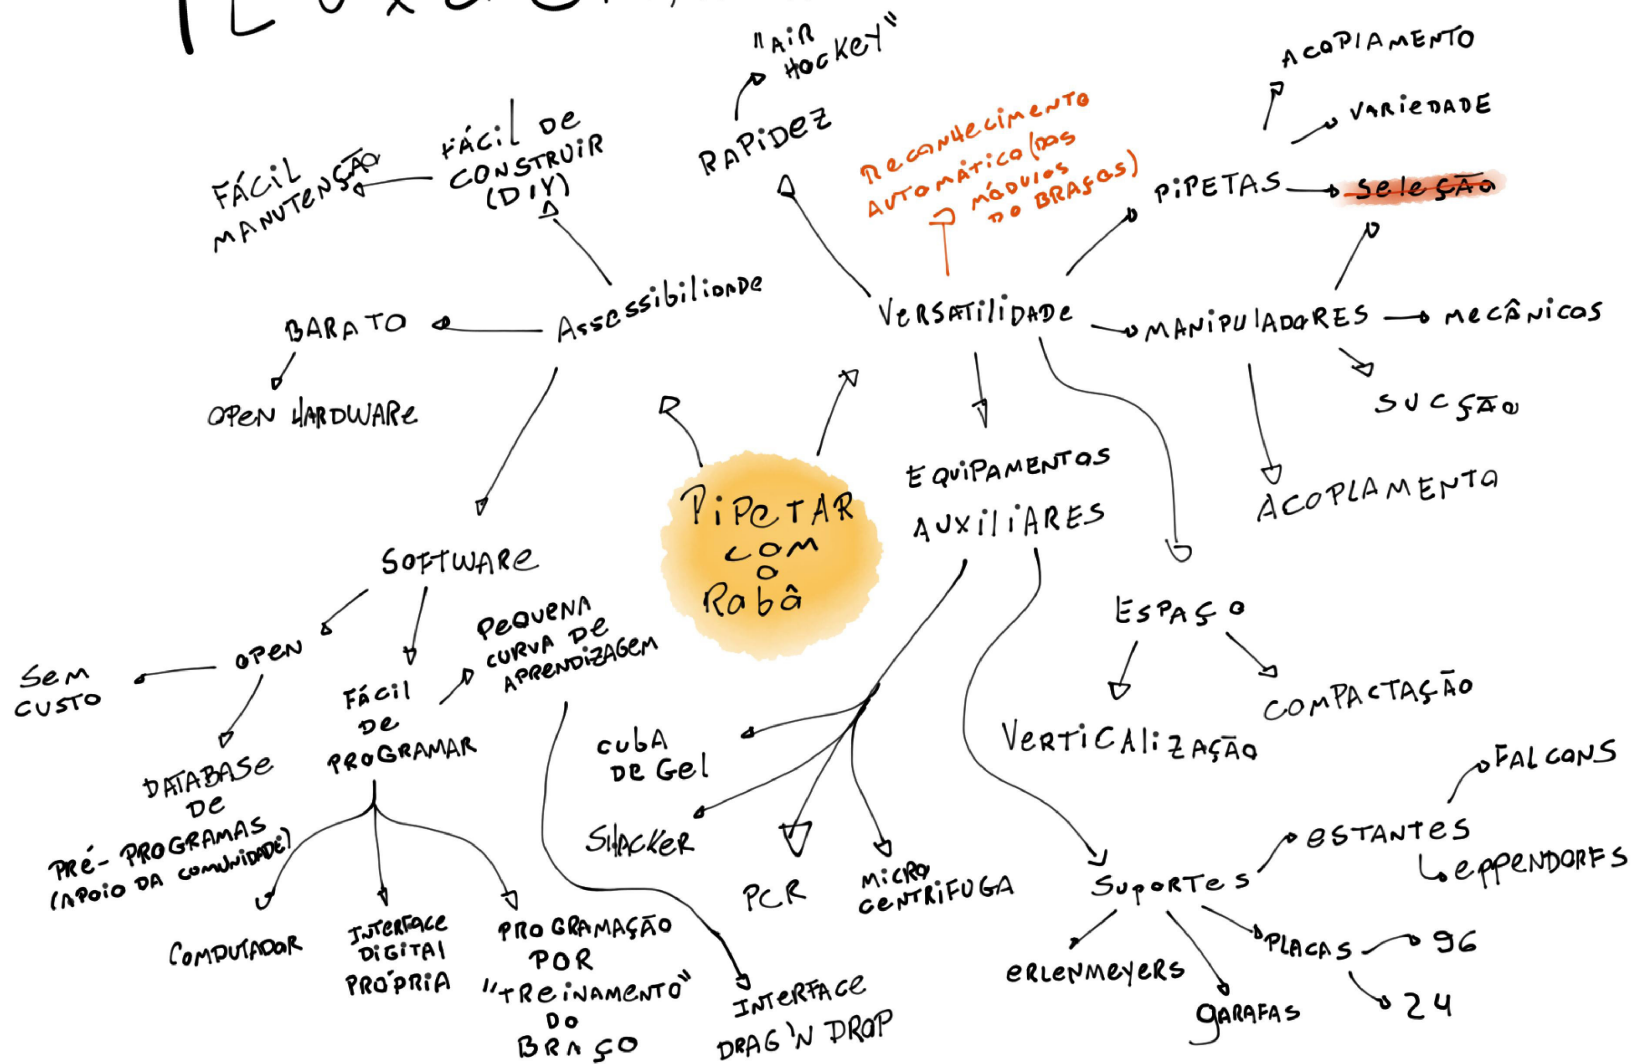 "AiR
HOCKEY"
RAPIDEZ
ReconHecimento
AUTOMÁTICO (DOS
MÓDULOS
DO BRAÇOS)
ACOPlAMENTO
VARIEDADE
PiPETAS
SeleÇÃO
FÁCIL DE
CONSTRUIR
(DIY)
FÁCIL
MANUTENÇÃO
Assessibilidade
BARATO
OPEN HARDWARE
VERSATILIDADE
MANIPULADORES
MECÂNICOS
SUCÇÃO
ACOPLAMENTO
PiPeTAR
COM
O
Rabâ
EQUIPAMENTOS
AUXILIARES
ESPAÇO
VERTICALIZAÇÃO
COMPACTAÇÃO
SOFTWARE
OPEN
SEM
CUSTO
DATABASE
DE
PRÉ-PROGRAMAS
(APOIO DA COMUNIDADE)
FÁCIL
DE
PROGRAMAR
PEQUENA
CURVA DE
APRENDIZAGEM
COMPUTADOR
INTERFACE
DIGITAL
PRÓPRIA
PROGRAMAÇÃO
POR
"TREINAMENTO"
DO
BRAÇO
INTERFACE
DRAG 'N DROP
CUBA
DE Gel
SHACKER
PCR
MICRO
CENTRIFUGA
SUPORTES
ESTANTES
FALCONS
EPPENDORFS
PLACAS
96
24
ERLENMEYERS
GARAFAS